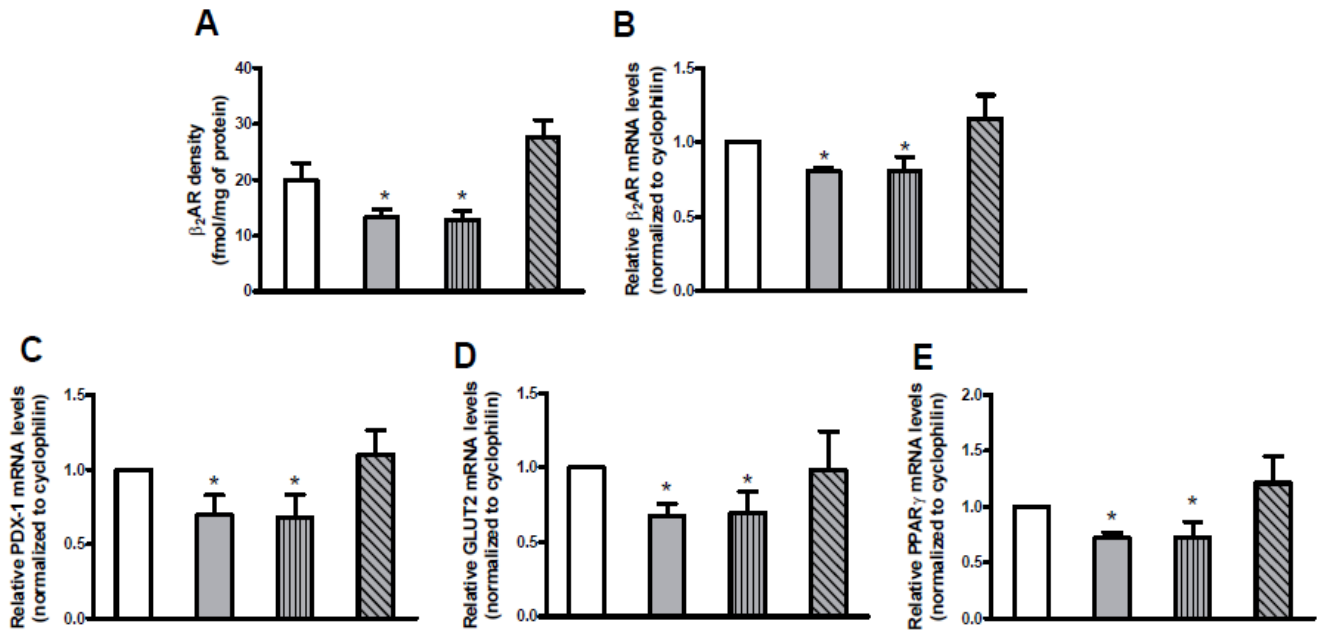 A
40
30
20
10
0
β₂AR density
(fmol/mg of protein)
*
*
B
1.5
1.0
0.5
0.0
Relative β₂AR mRNA levels
(normalized to cyclophilin)
*
*
C
1.5
1.0
0.5
0.0
Relative PDX-1 mRNA levels
(normalized to cyclophilin)
*
*
D
1.5
1.0
0.5
0.0
Relative GLUT2 mRNA levels
(normalized to cyclophilin)
*
*
E
2.0
1.5
1.0
0.5
0.0
Relative PPARγ mRNA levels
(normalized to cyclophilin)
*
*